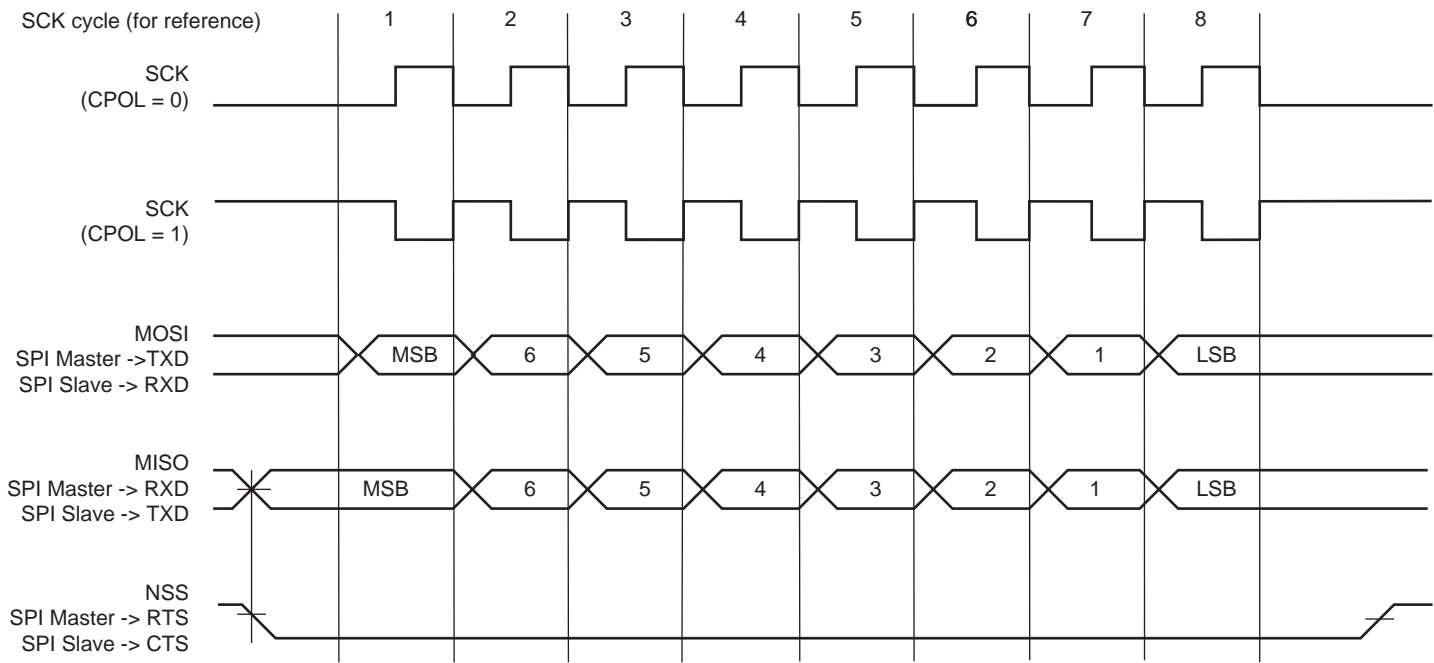 SCK cycle (for reference) 1 2 3 4 5 6 7 8
SCK
(CPOL = 0)
SCK
(CPOL = 1)
MOSI
SPI Master ->TXD
SPI Slave -> RXD
MSB 6 5 4 3 2 1 LSB
MISO
SPI Master -> RXD
SPI Slave -> TXD
MSB 6 5 4 3 2 1 LSB
NSS
SPI Master -> RTS
SPI Slave -> CTS